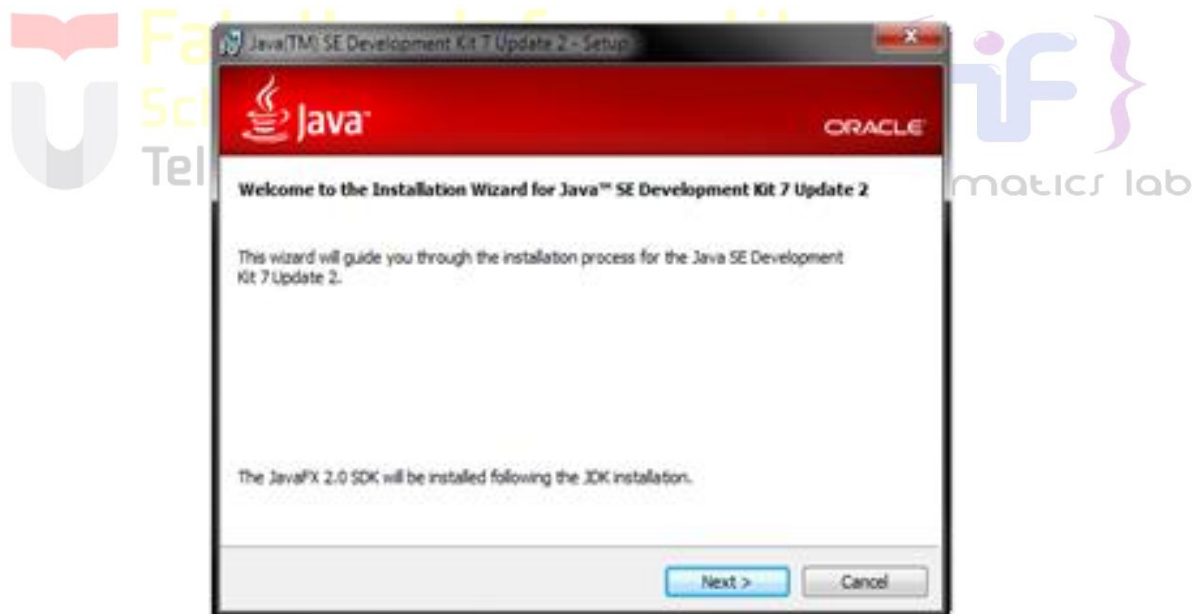 Java(TM) SE Development Kit 7 Update 2 - Setup
Java™
ORACLE
Tel
matics lab
Welcome to the Installation Wizard for Java™ SE Development Kit 7 Update 2
This wizard will guide you through the installation process for the Java SE Development
Kit 7 Update 2.
The JavaFX 2.0 SDK will be installed following the JDK installation.
Next >
Cancel